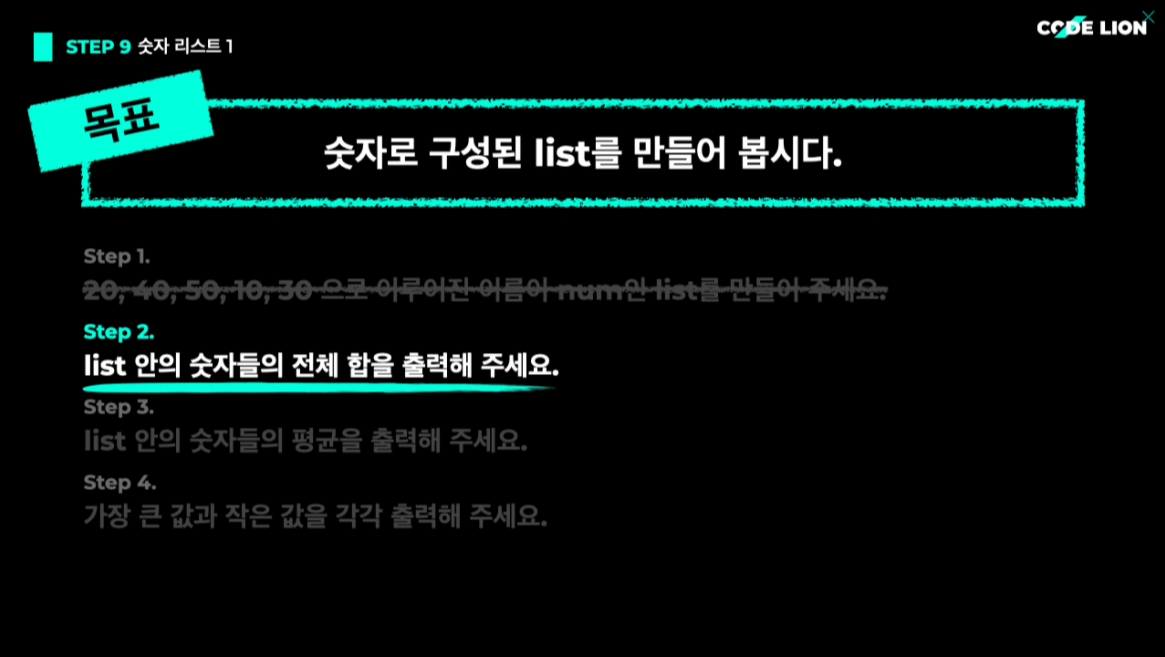 STEP 9 숫자 리스트 1
CODE LION
목표
숫자로 구성된 list를 만들어 봅시다.
Step 1.
20, 40, 50, 10, 30 으로 이루어진 이름이 num인 list를 만들어 주세요.
Step 2.
list 안의 숫자들의 전체 합을 출력해 주세요.
Step 3.
list 안의 숫자들의 평균을 출력해 주세요.
Step 4.
가장 큰 값과 작은 값을 각각 출력해 주세요.